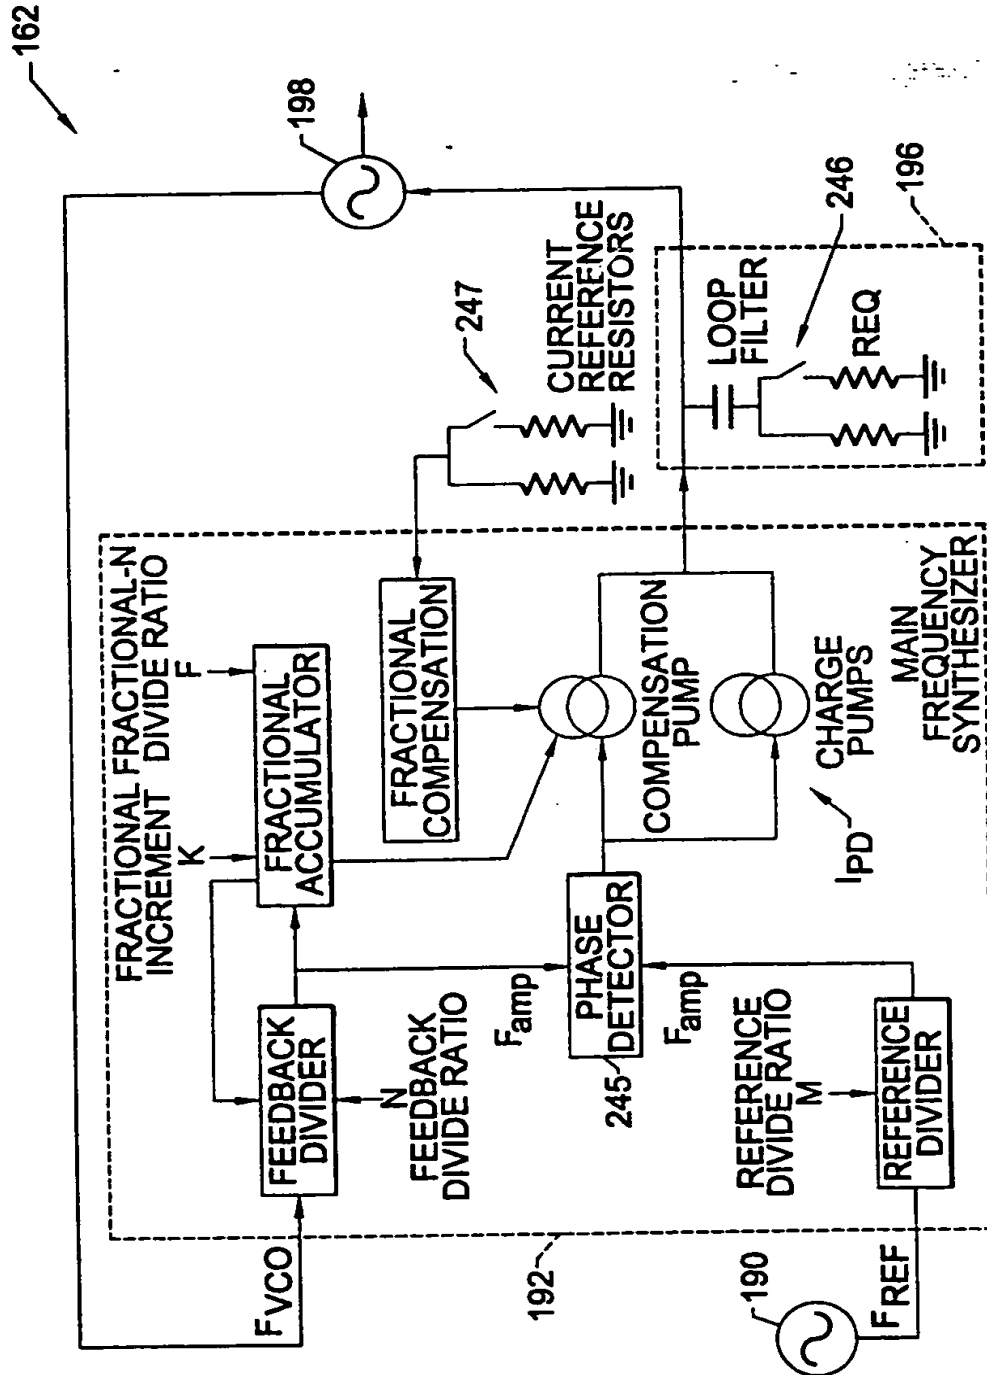 162
198
FVCO
FRACTIONAL FRACTIONAL-N
INCREMENT DIVIDE RATIO
K
F
FEEDBACK
DIVIDER
FRACTIONAL
ACCUMULATOR
N
FEEDBACK
DIVIDE RATIO
FRACTIONAL
COMPENSATION
247
CURRENT
REFERENCE
RESISTORS
Famp
PHASE
DETECTOR
245
Famp
COMPENSATION
PUMP
CHARGE
PUMPS
IPD
LOOP
FILTER
246
REQ
196
REFERENCE
DIVIDE RATIO
M
REFERENCE
DIVIDER
MAIN
FREQUENCY
SYNTHESIZER
192
190
FREF